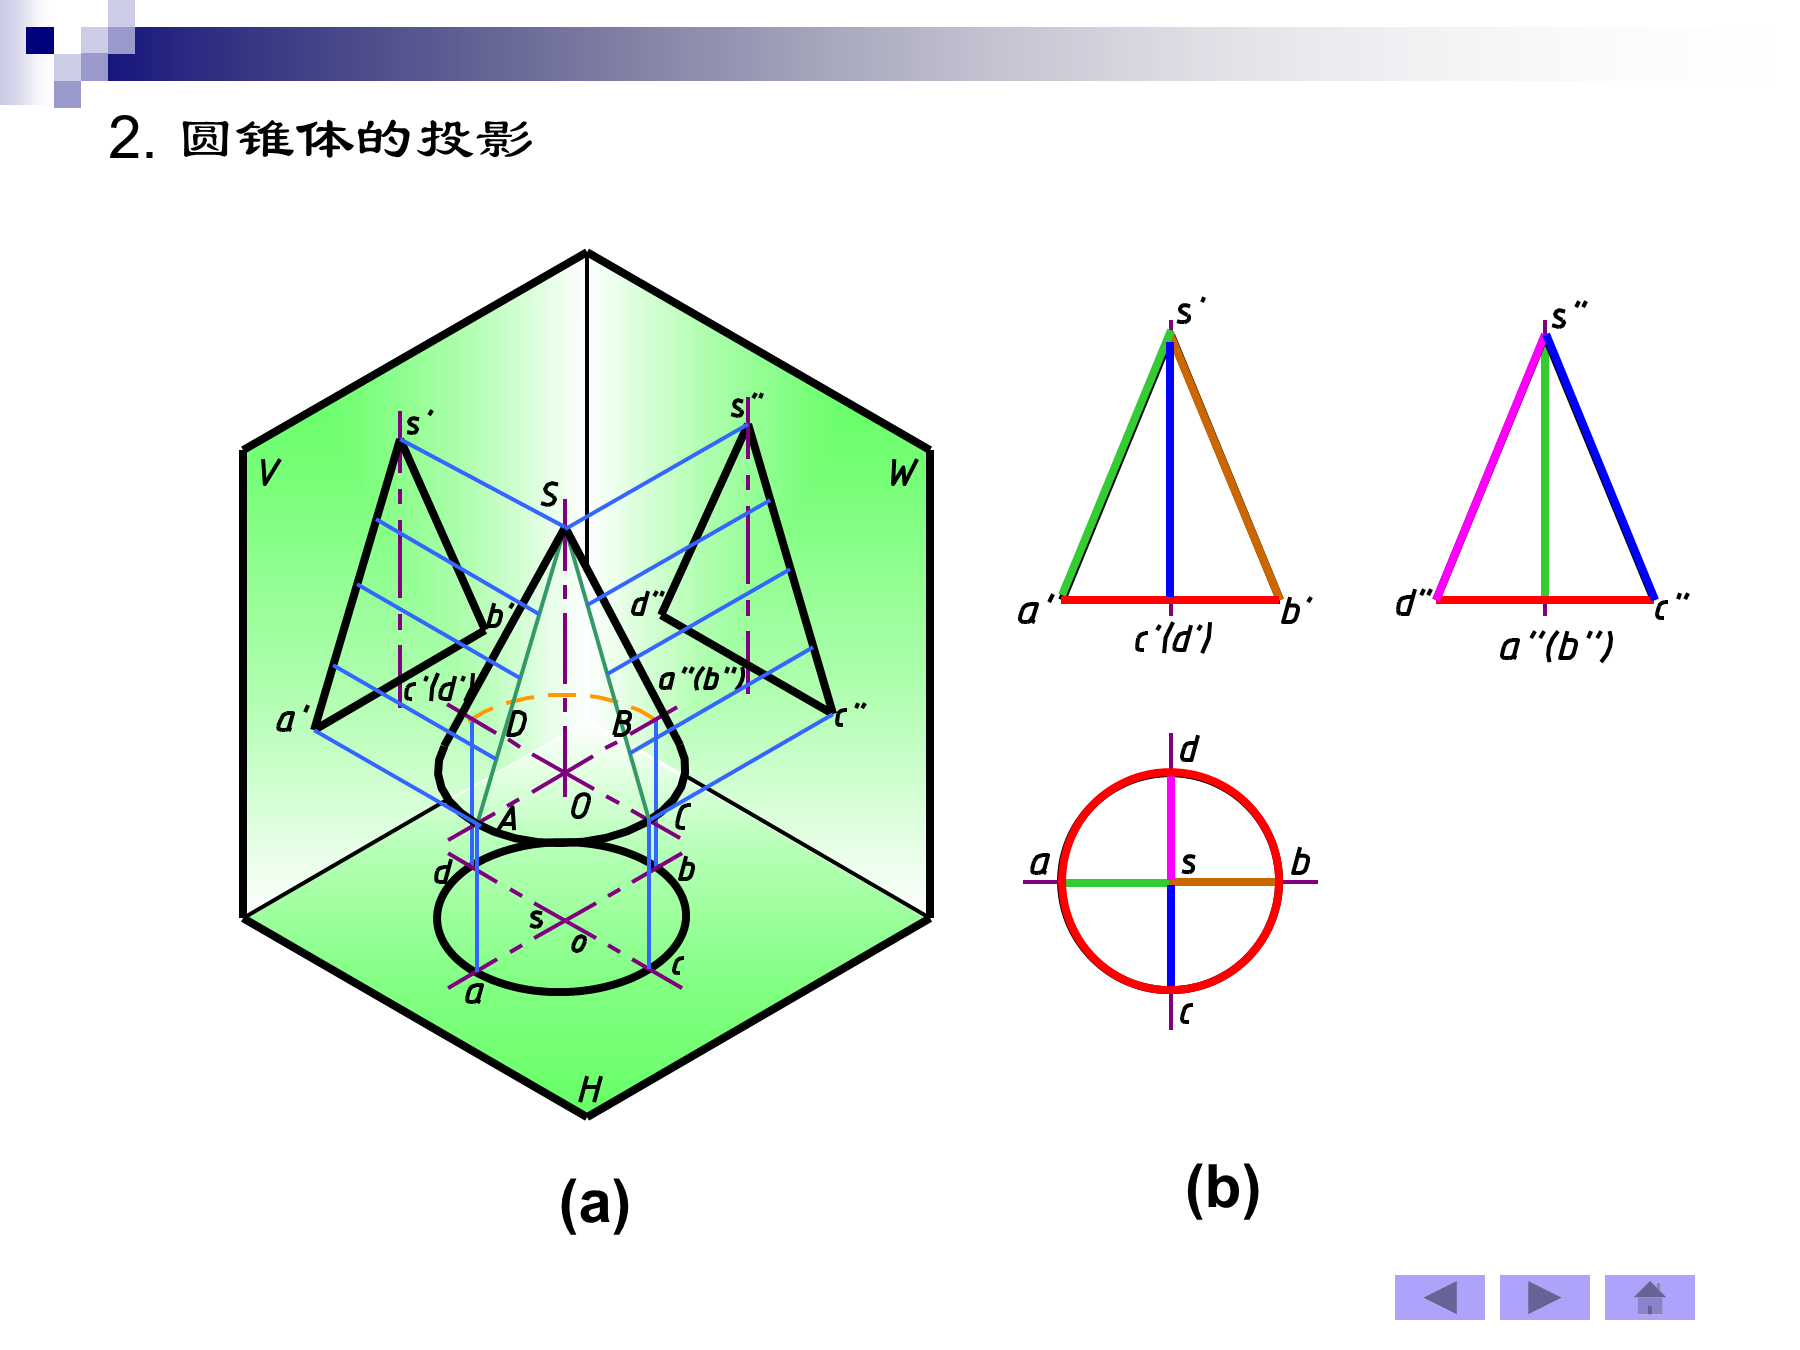 2. 圆锥体的投影
s'
s"
V
W
S
b'
d"
c'(d')
a"(b")
a'
c"
D
B
O
A
C
d
b
s
o
c
a
H
(a)
s'
s"
a'
b'
c'(d')
d"
c"
a"(b")
d
a
s
b
c
(b)